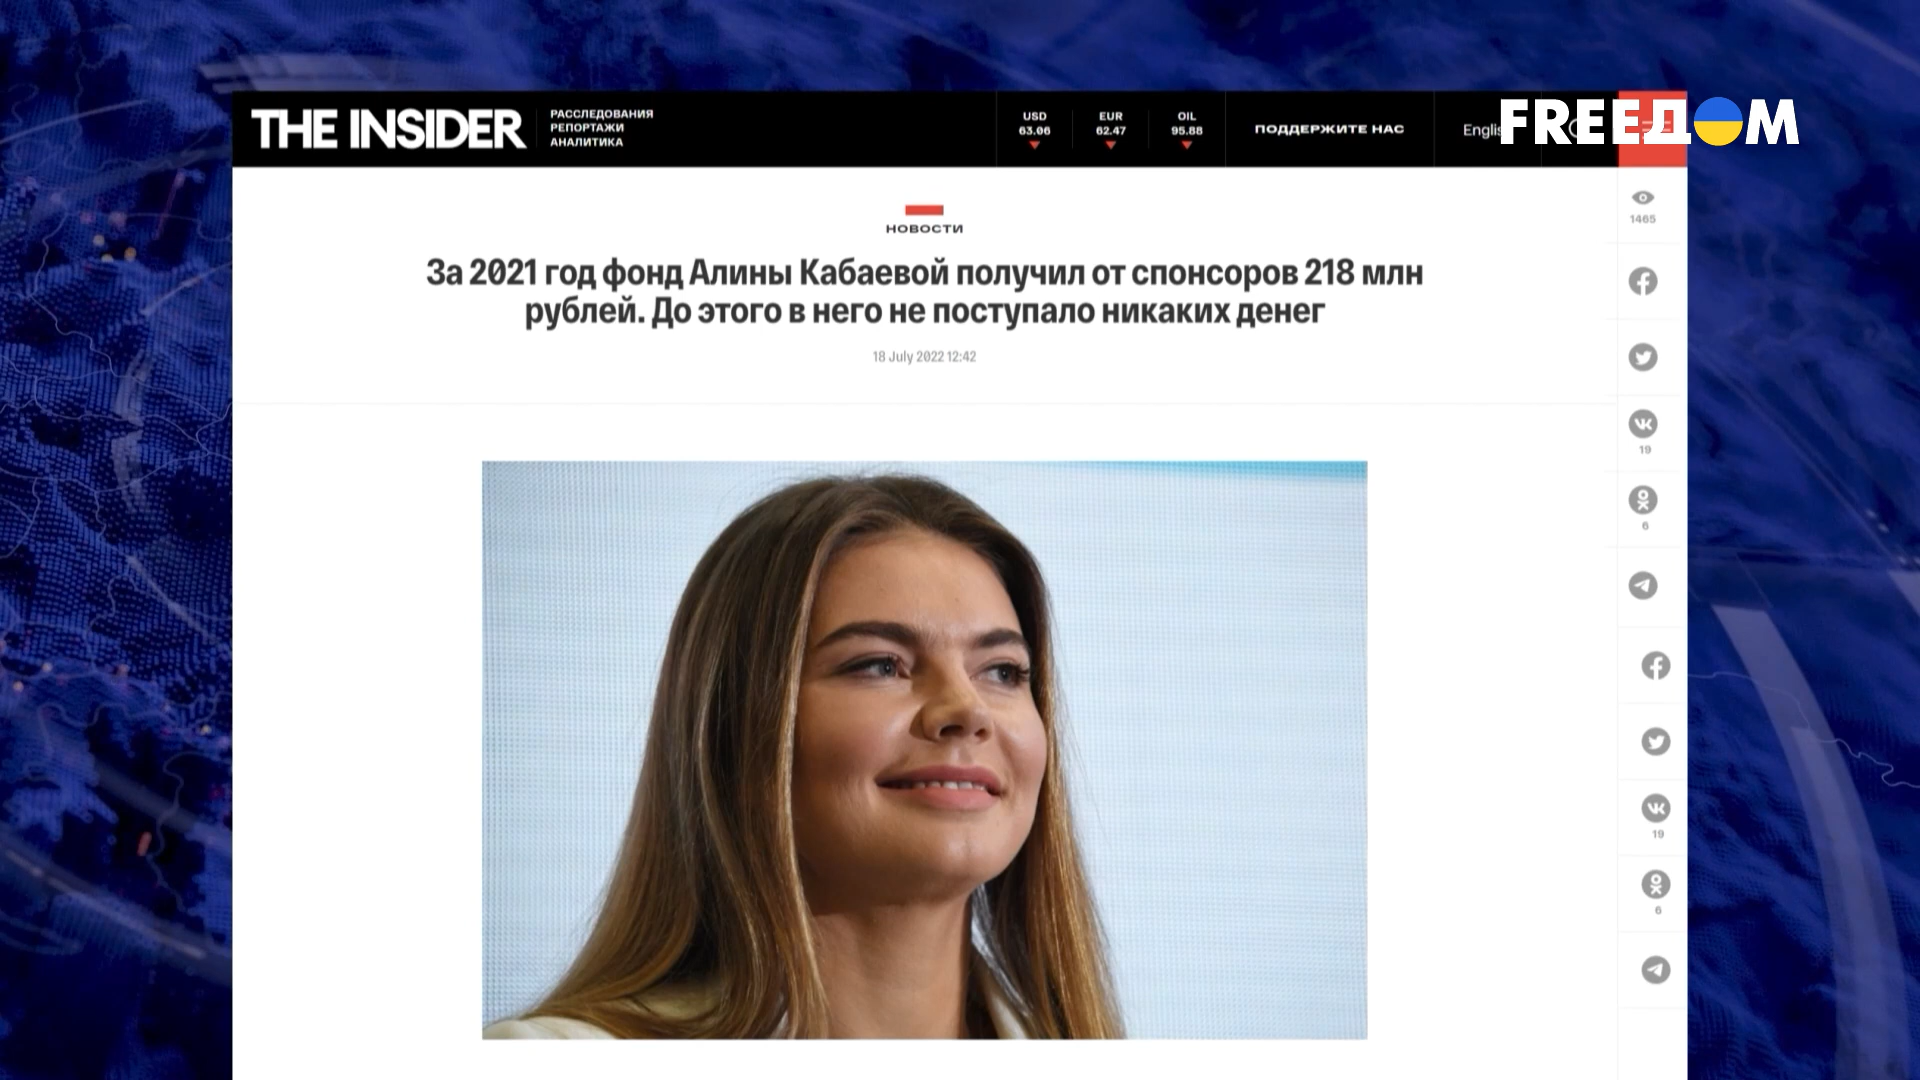 THE INSIDER
РАССЛЕДОВАНИЯ
РЕПОРТАЖИ
АНАЛИТИКА
USD
63.06
EUR
62.47
OIL
95.88
ПОДДЕРЖИТЕ НАС
Englis
FREEДOM
1465
НОВОСТИ
За 2021 год фонд Алины Кабаевой получил от спонсоров 218 млн
рублей. До этого в него не поступало никаких денег
18 July 2022 12:42
19
6
19
6